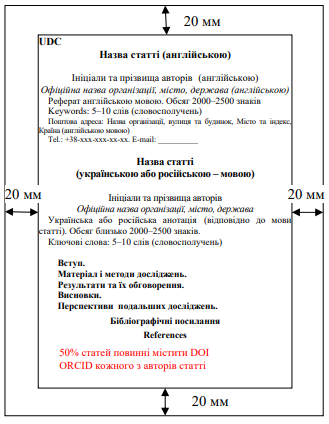 20 мм
UDC
Назва статті (англійською)
Ініціали та прізвища авторів (англійською)
Офіційна назва організації, місто, держава (англійською)
Реферат англійською мовою. Обсяг 2000–2500 знаків
Keywords: 5–10 слів (словосполучень)
Поштова адреса: Назва організації, вулиця та будинок, Місто та індекс,
Країна (англійською мовою)
Tel.: +38-xxx-xxx-xx-xx. E-mail: __________
Назва статті
(українською або російською – мовою)
20 мм
20 мм
Ініціали та прізвища авторів
Офіційна назва організації, місто, держава
Українська або російська анотація (відповідно до мови
статті). Обсяг близько 2000–2500 знаків.
Ключові слова: 5–10 слів (словосполучень)
Вступ.
Матеріал і методи досліджень.
Результати та їх обговорення.
Висновки.
Перспективи подальших досліджень.
Бібліографічні посилання
References
50% статей повинні містити DOI
ORCID кожного з авторів статті
20 мм